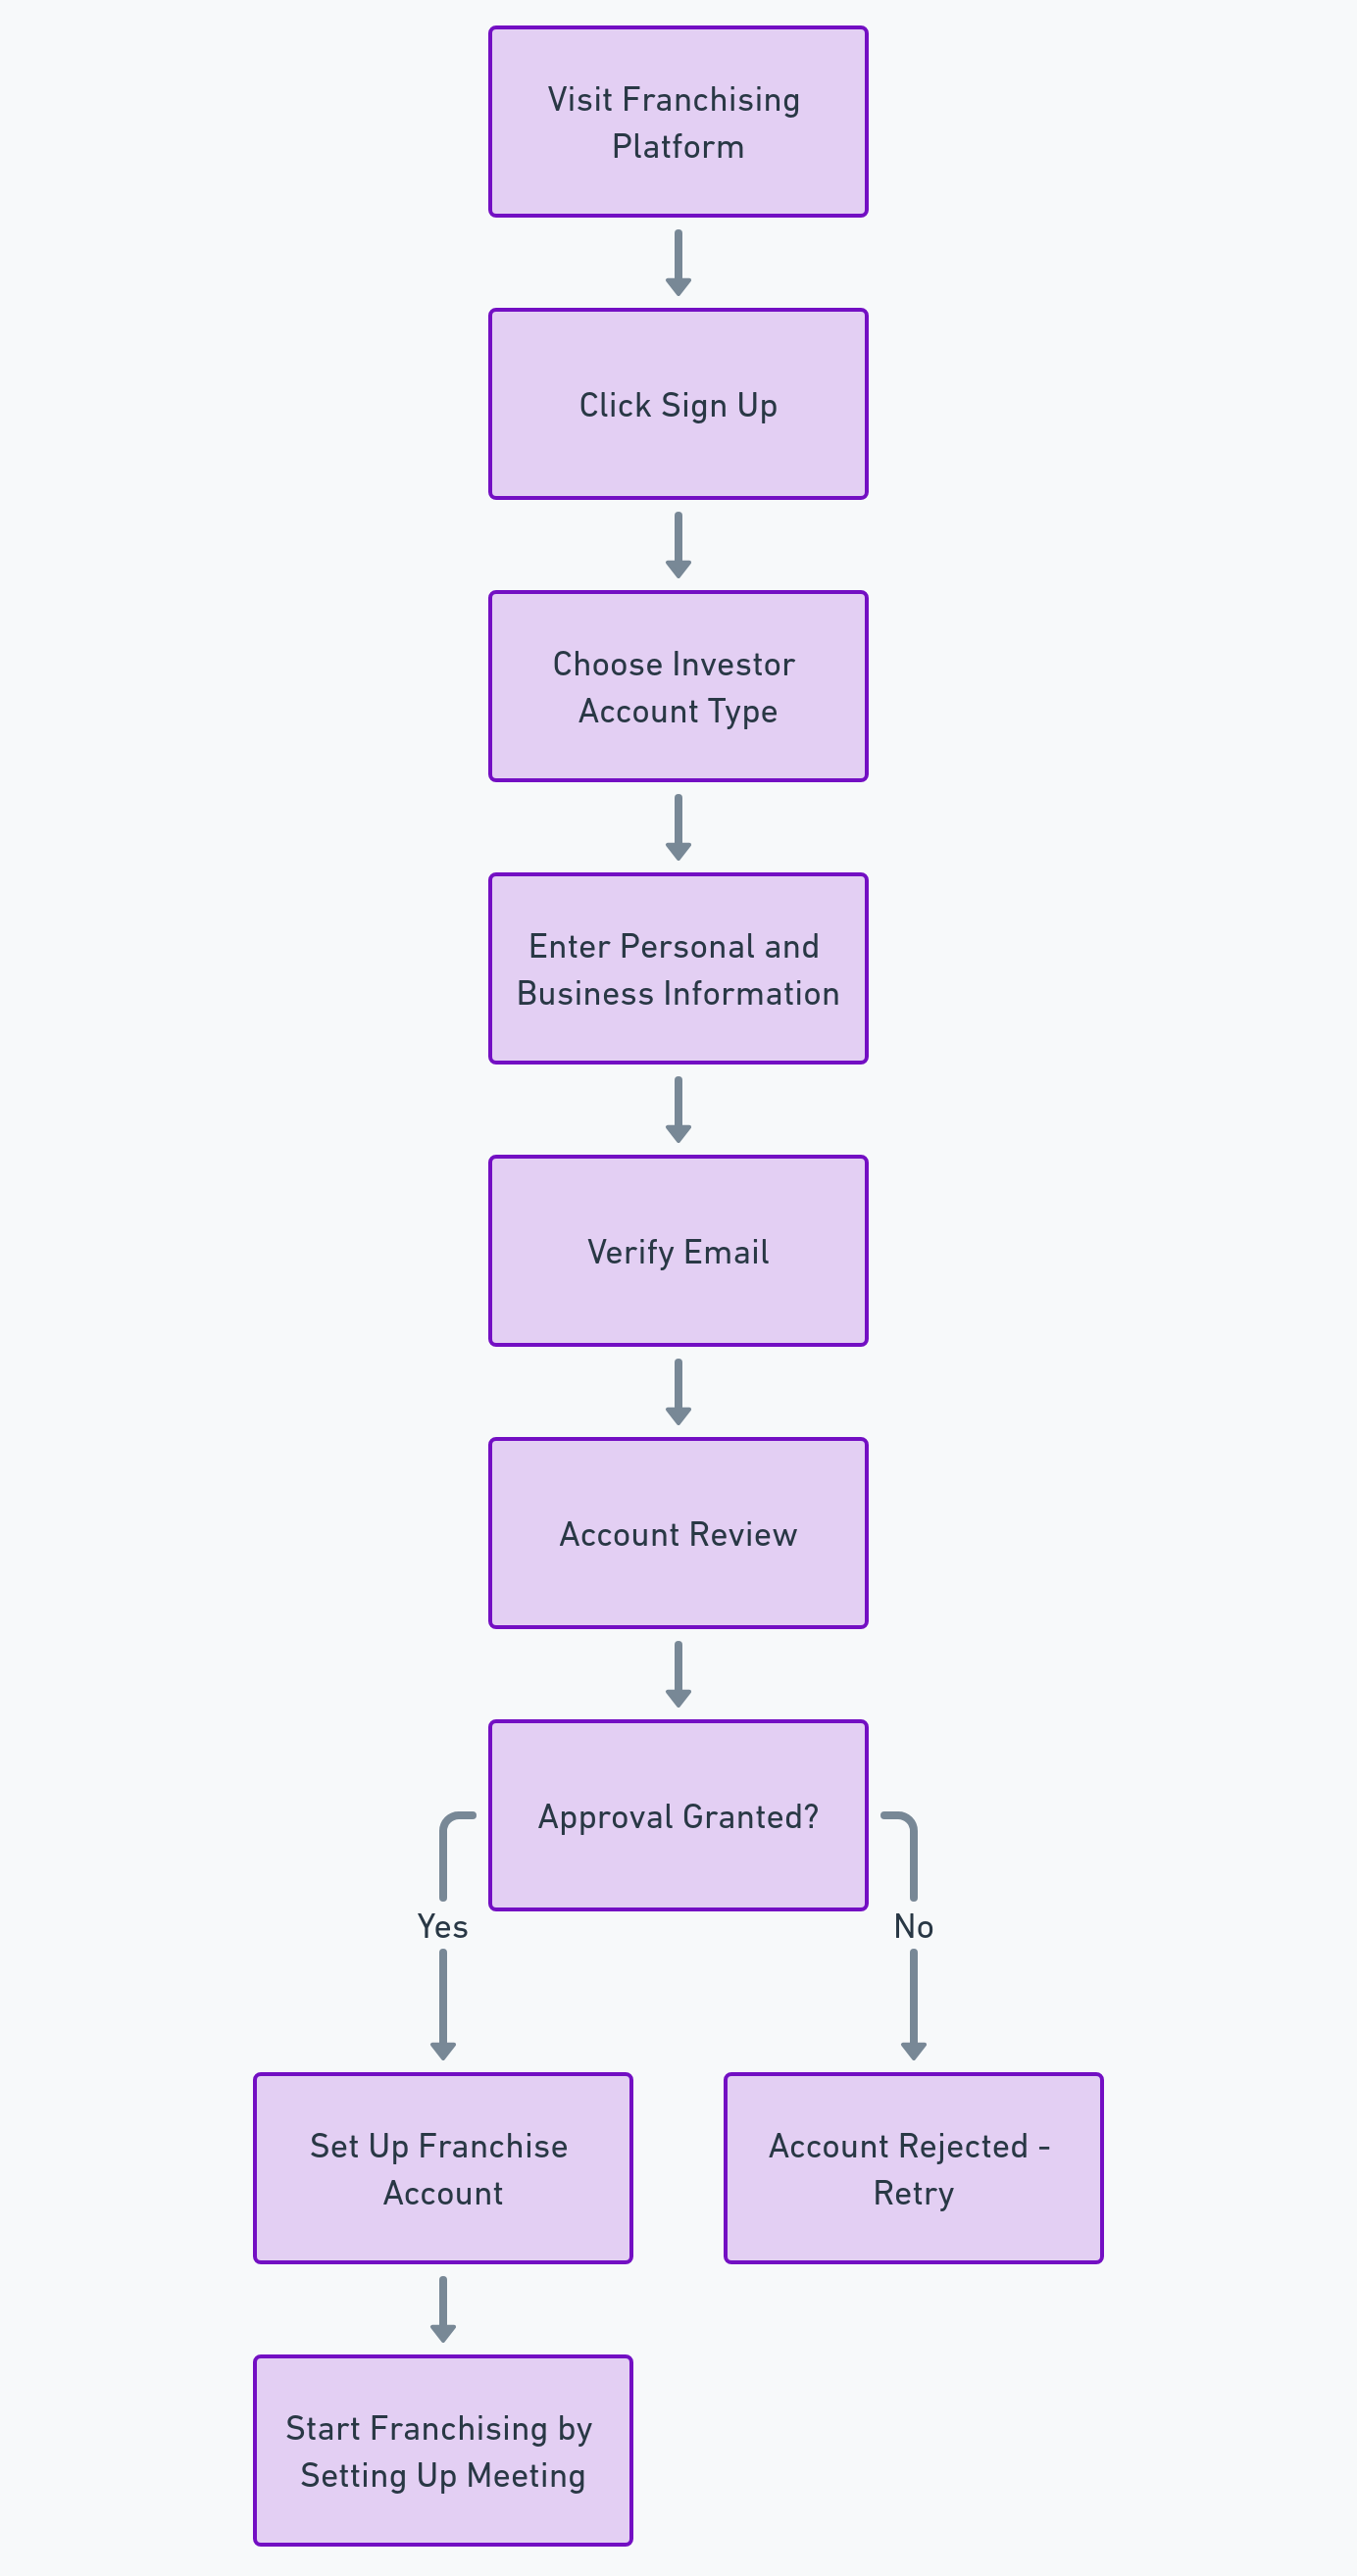 Visit Franchising
Platform
Click Sign Up
Choose Investor
Account Type
Enter Personal and
Business Information
Verify Email
Account Review
Approval Granted?
Yes
No
Set Up Franchise
Account
Account Rejected -
Retry
Start Franchising by
Setting Up Meeting